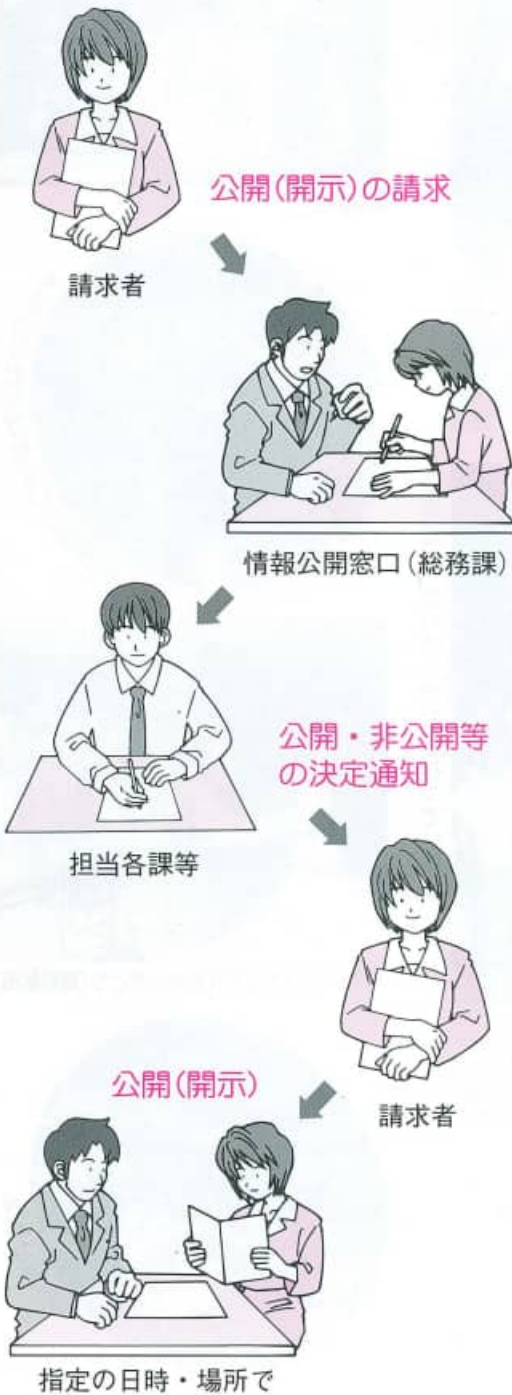 公開(開示)の請求
請求者
情報公開窓口(総務課)
公開・非公開等
の決定通知
担当各課等
請求者
公開(開示)
指定の日時・場所で